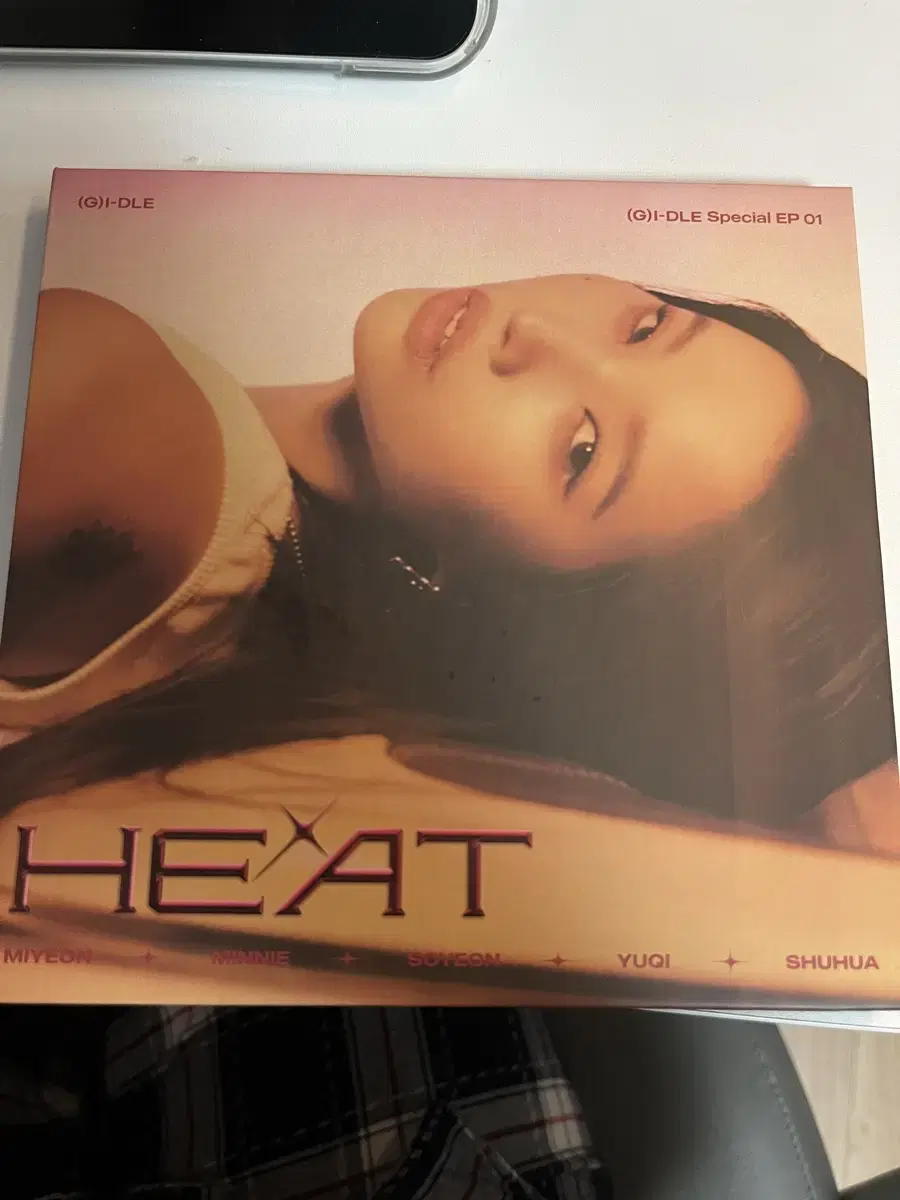 (G)I-DLE
(G)I-DLE Special EP 01
HEAT
MIYEON MINNIE SOYEON YUQI SHUHUA